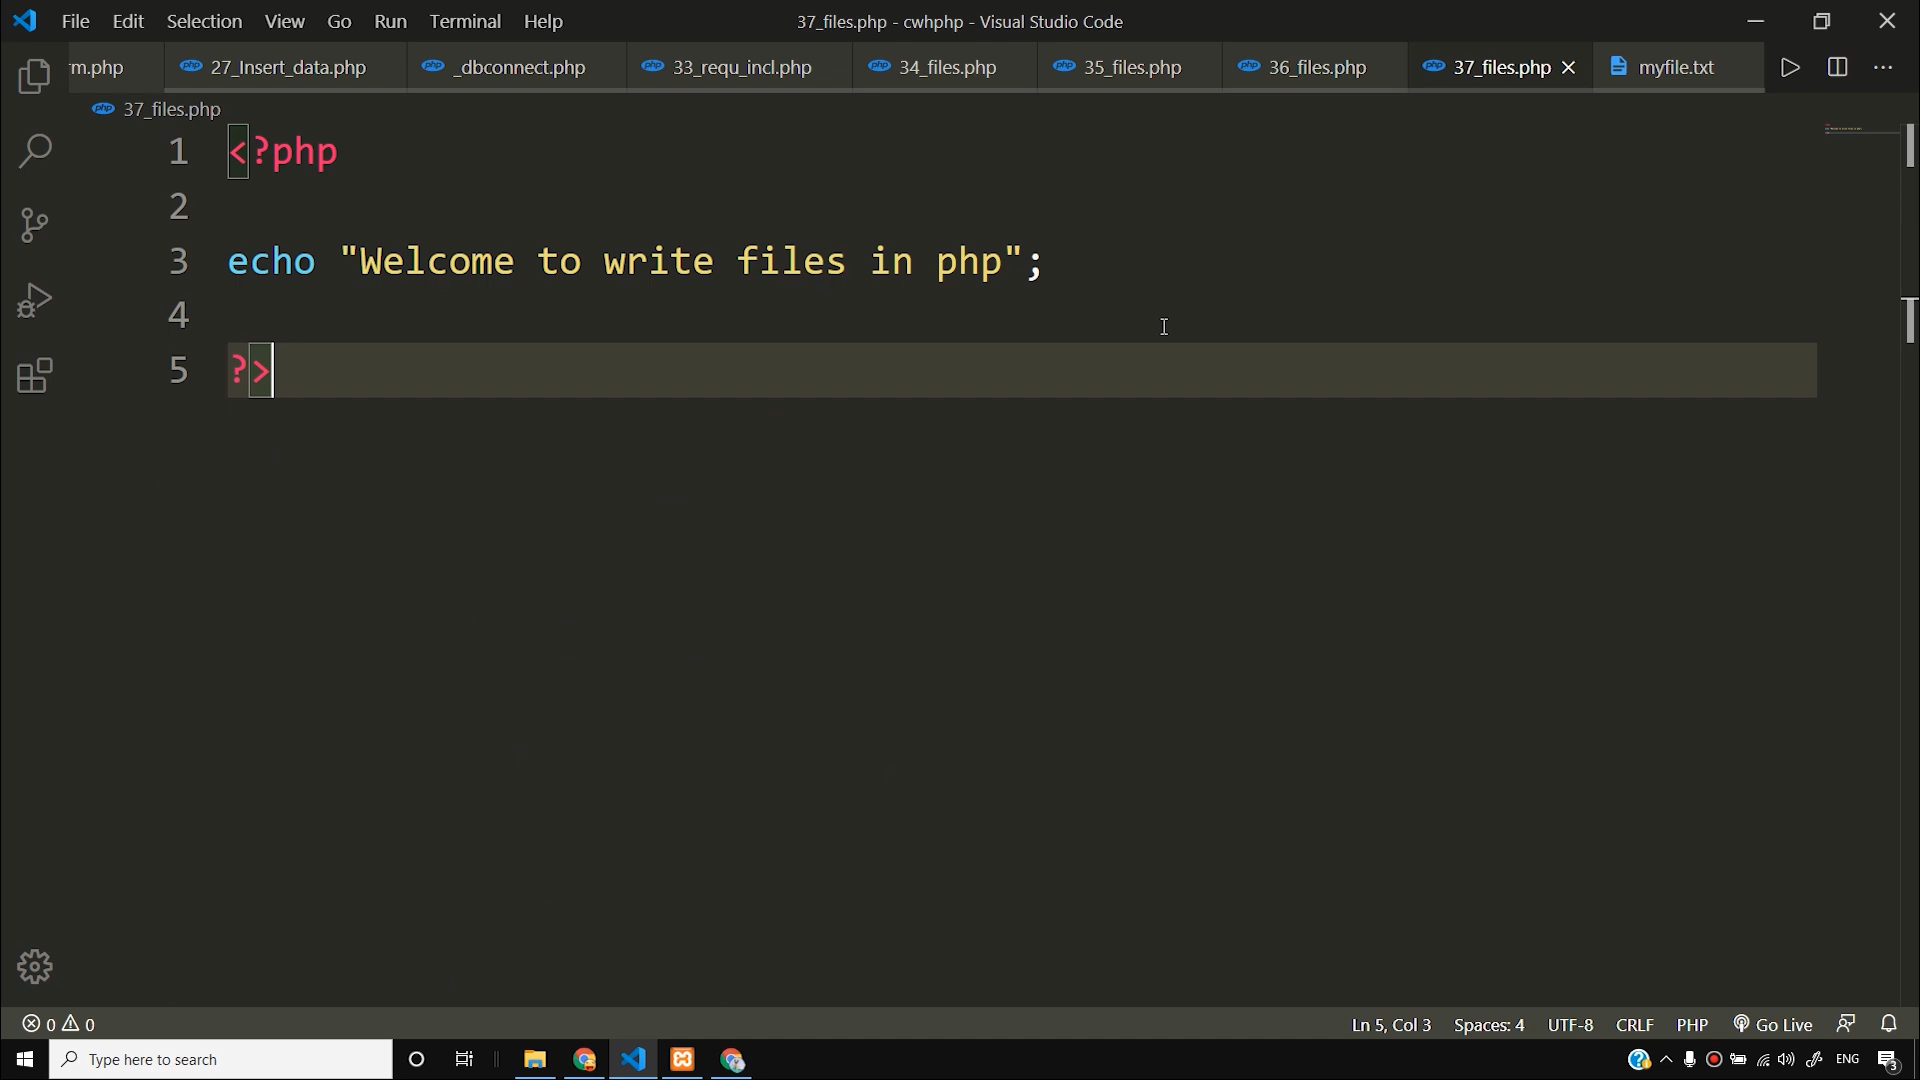 File Edit Selection View Go Run Terminal Help 37_files.php - cwhphp - Visual Studio Code
rm.php 27_Insert_data.php _dbconnect.php 33_requ_incl.php 34_files.php 35_files.php 36_files.php 37_files.php myfile.txt
37_files.php
1 <?php
2
3 echo "Welcome to write files in php";
4
5 ?>
0 0 Ln 5, Col 3 Spaces: 4 UTF-8 CRLF PHP Go Live
Type here to search ENG 3